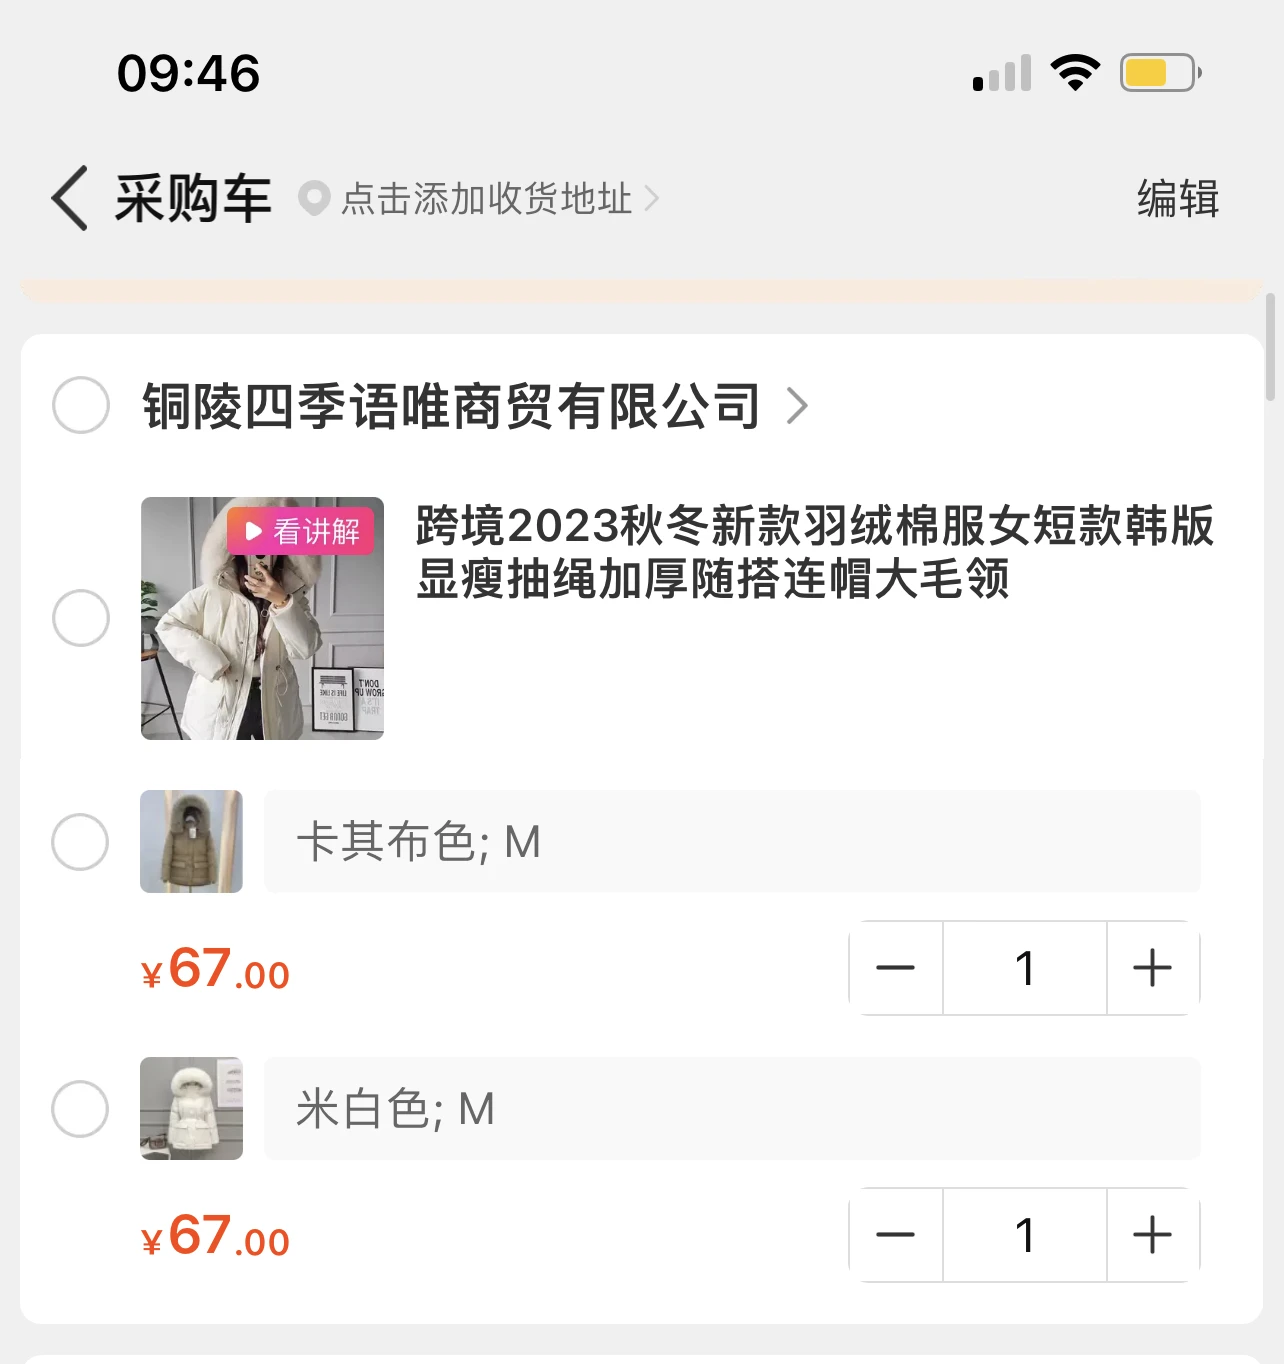 09:46
采购车 点击添加收货地址
编辑
铜陵四季语唯商贸有限公司
看讲解
跨境2023秋冬新款羽绒棉服女短款韩版
显瘦抽绳加厚随搭连帽大毛领
卡其布色; M
¥67.00
1
米白色; M
¥67.00
1